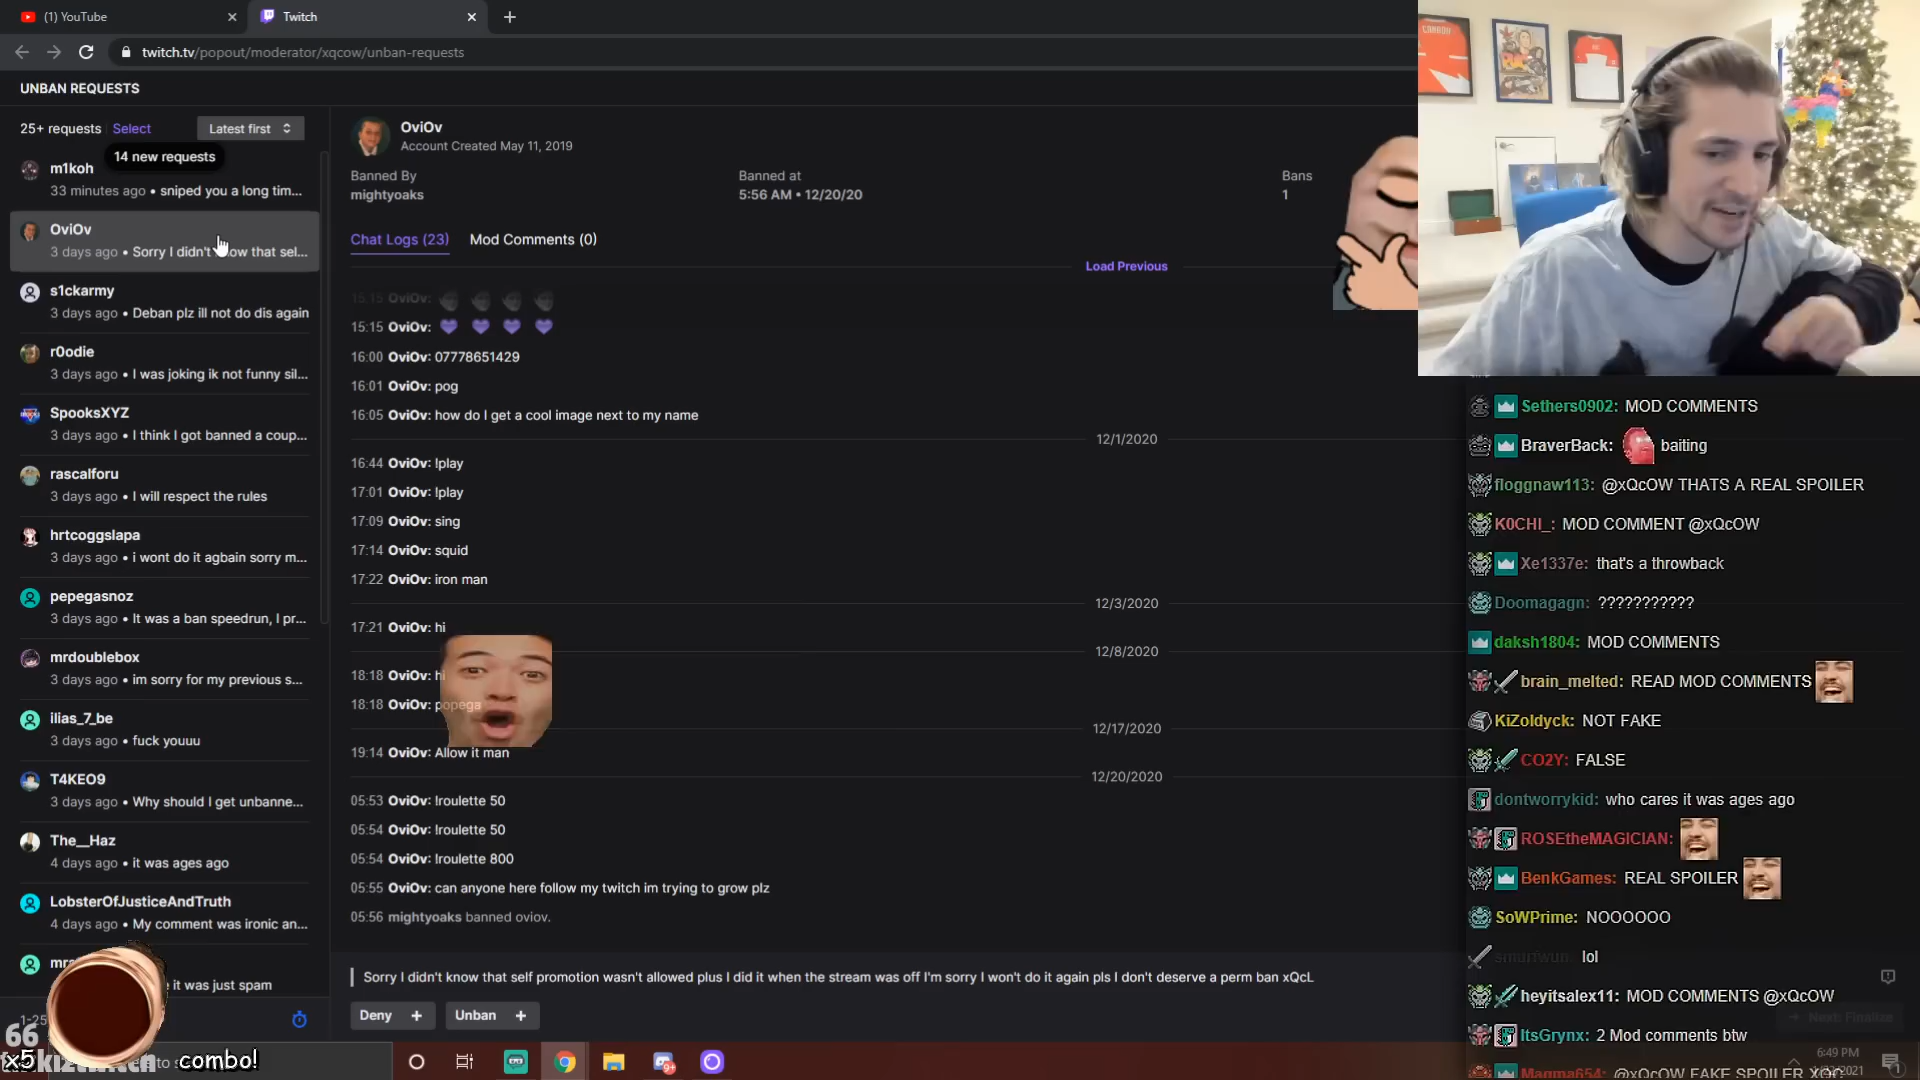 (1) YouTube
Twitch
twitch.tv/popout/moderator/xqcow/unban-requests
UNBAN REQUESTS
25+ requests Select Latest first
14 new requests
m1koh
33 minutes ago • sniped you a long tim...
OviOv
3 days ago • Sorry I didn't know that sel...
s1ckarmy
3 days ago • Deban plz ill not do dis again
r0odie
3 days ago • I was joking ik not funny sil...
SpooksXYZ
3 days ago • I think I got banned a coup...
rascalforu
3 days ago • I will respect the rules
hrtcoggslapa
3 days ago • i wont do it agbain sorry m...
pepegasnoz
3 days ago • It was a ban speedrun, I pr...
mrdoublebox
3 days ago • im sorry for my previous s...
ilias_7_be
3 days ago • fuck youuu
T4KEO9
3 days ago • Why should I get unbanne...
The__Haz
4 days ago • it was ages ago
LobsterOfJusticeAndTruth
4 days ago • My comment was ironic an...
it was just spam
66
x5
combo!
OviOv
Account Created May 11, 2019
Banned By
mightyoaks
Banned at
5:56 AM • 12/20/20
Bans
1
Chat Logs (23) Mod Comments (0)
Load Previous
15:15 OviOv:
15:15 OviOv: 💜 💜 💜 💜
16:00 OviOv: 07778651429
16:01 OviOv: pog
16:05 OviOv: how do I get a cool image next to my name
12/1/2020
16:44 OviOv: !play
17:01 OviOv: !play
17:09 OviOv: sing
17:14 OviOv: squid
17:22 OviOv: iron man
12/3/2020
17:21 OviOv: hi
12/8/2020
18:18 OviOv: hi
18:18 OviOv: popega
12/17/2020
19:14 OviOv: Allow it man
12/20/2020
05:53 OviOv: !roulette 50
05:54 OviOv: !roulette 50
05:54 OviOv: !roulette 800
05:55 OviOv: can anyone here follow my twitch im trying to grow plz
05:56 mightyoaks banned oviov.
Sorry I didn't know that self promotion wasn't allowed plus I did it when the stream was off I'm sorry I won't do it again pls I don't deserve a perm ban xQcL
Deny + Unban +
Sethers0902: MOD COMMENTS
BraverBack: baiting
floggnaw113: @xQcOW THATS A REAL SPOILER
K0CHI_: MOD COMMENT @xQcOW
Xe1337e: that's a throwback
Doomagagn: ???????????
daksh1804: MOD COMMENTS
brain_melted: READ MOD COMMENTS
KiZoldyck: NOT FAKE
CO2Y: FALSE
dontworrykid: who cares it was ages ago
ROSEtheMAGICIAN:
BenkGames: REAL SPOILER
SoWPrime: NOOOOOO
lol
heyitsalex11: MOD COMMENTS @xQcOW
Next: Finalize
ItsGrynx: 2 Mod comments btw
6:49 PM
Magma654: @xQcOW FAKE SPOILER XQC